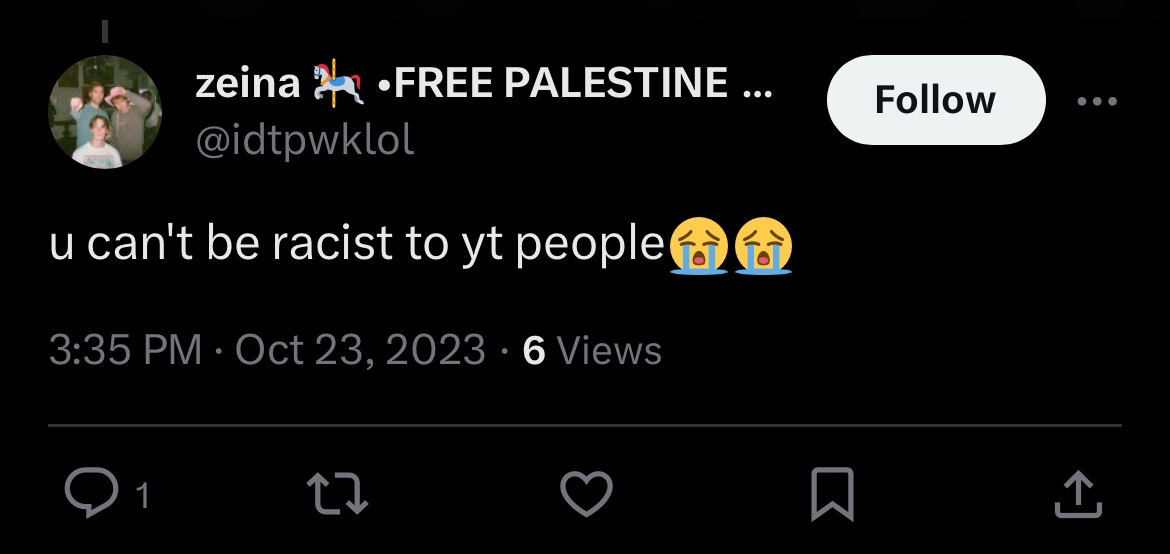 zeina 🎠 •FREE PALESTINE ...
Follow
@idtpwklol
u can't be racist to yt people😭😭
3:35 PM · Oct 23, 2023 · 6 Views
1